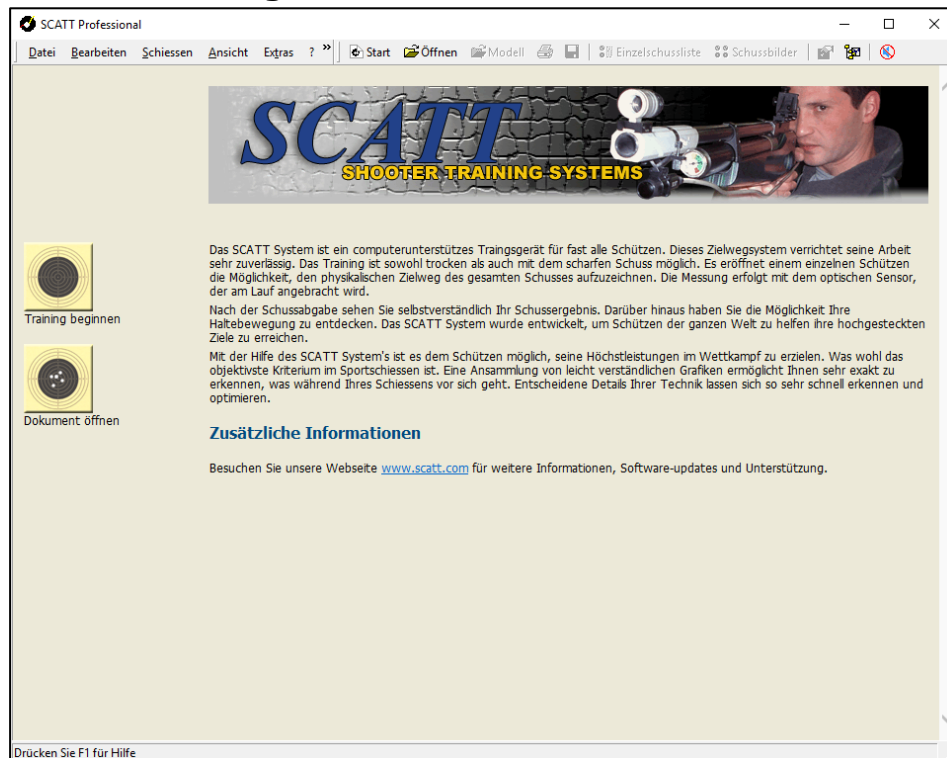 SCATT Professional
Datei Bearbeiten Schiessen Ansicht Extras ? » Start Öffnen Modell Einzelschussliste Schussbilder
SCATT
SHOOTER TRAINING SYSTEMS
Das SCATT System ist ein computerunterstütztes Traingsgerät für fast alle Schützen. Dieses Zielwegsystem verrichtet seine Arbeit
sehr zuverlässig. Das Training ist sowohl trocken als auch mit dem scharfen Schuss möglich. Es eröffnet einem einzelnen Schützen
die Möglichkeit, den physikalischen Zielweg des gesamten Schusses aufzuzeichnen. Die Messung erfolgt mit dem optischen Sensor,
der am Lauf angebracht wird.
Training beginnen
Nach der Schussabgabe sehen Sie selbstverständlich Ihr Schussergebnis. Darüber hinaus haben Sie die Möglichkeit Ihre
Haltebewegung zu entdecken. Das SCATT System wurde entwickelt, um Schützen der ganzen Welt zu helfen ihre hochgesteckten
Ziele zu erreichen.
Mit der Hilfe des SCATT System's ist es dem Schützen möglich, seine Höchstleistungen im Wettkampf zu erzielen. Was wohl das
objektivste Kriterium im Sportschiessen ist. Eine Ansammlung von leicht verständlichen Grafiken ermöglicht Ihnen sehr exakt zu
erkennen, was während Ihres Schiessens vor sich geht. Entscheidene Details Ihrer Technik lassen sich so sehr schnell erkennen und
optimieren.
Dokument öffnen
Zusätzliche Informationen
Besuchen Sie unsere Webseite www.scatt.com für weitere Informationen, Software-updates und Unterstützung.
Drücken Sie F1 für Hilfe